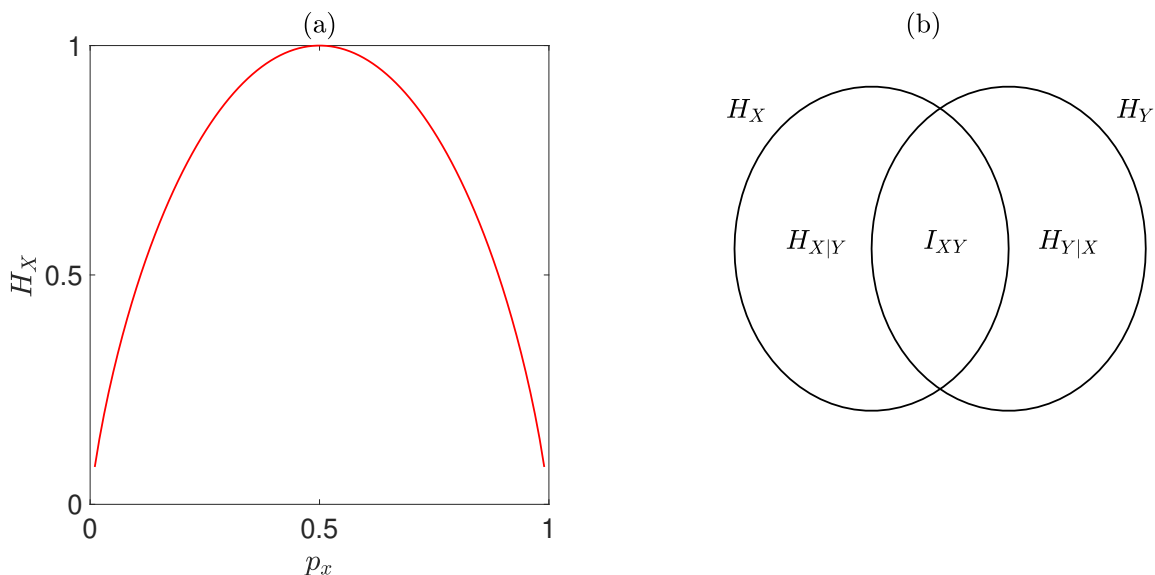 (a)
1
0.5
0
H_X
0
0.5
1
p_x
(b)
H_X
H_Y
H_{X|Y}
I_{XY}
H_{Y|X}